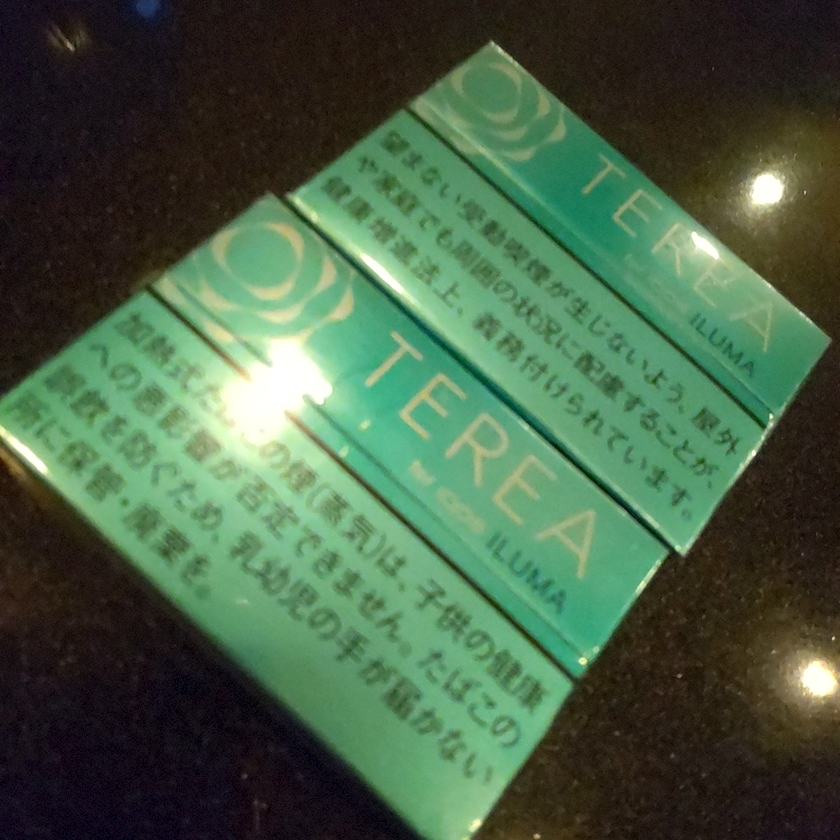 TEREA
for IQOS ILUMA
望まない受動喫煙が生じないよう、屋外
や家庭でも周囲の状況に配慮することが、
健康増進法上、義務付けられています。
TEREA
for IQOS ILUMA
加熱式たばこの煙(蒸気)は、子供の健康
への悪影響が否定できません。たばこの
誤飲を防ぐため、乳幼児の手が届かない
所に保管・廃棄を。